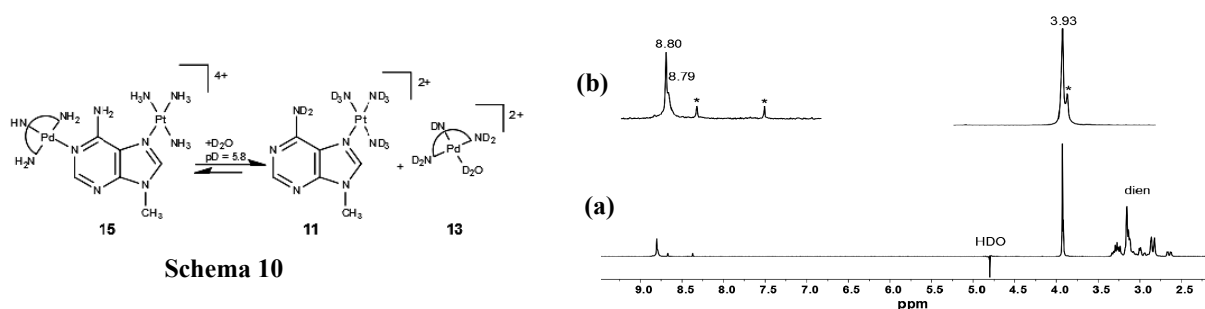 4+
NH2
H3N NH3
NH2
HN Pt
Pd N NH3
H2N N
N N
CH3
15
+D2O
pD = 5.8
2+
ND2
D3N ND3
Pt
N ND3
N
N N
CH3
11
+
2+
DN ND2
Pd
D2N D2O
13
Schema 10
(b)
8.80
8.79
* *
3.93
*
(a)
HDO
dien
9.0 8.5 8.0 7.5 7.0 6.5 6.0 5.5 5.0 4.5 4.0 3.5 3.0 2.5
ppm